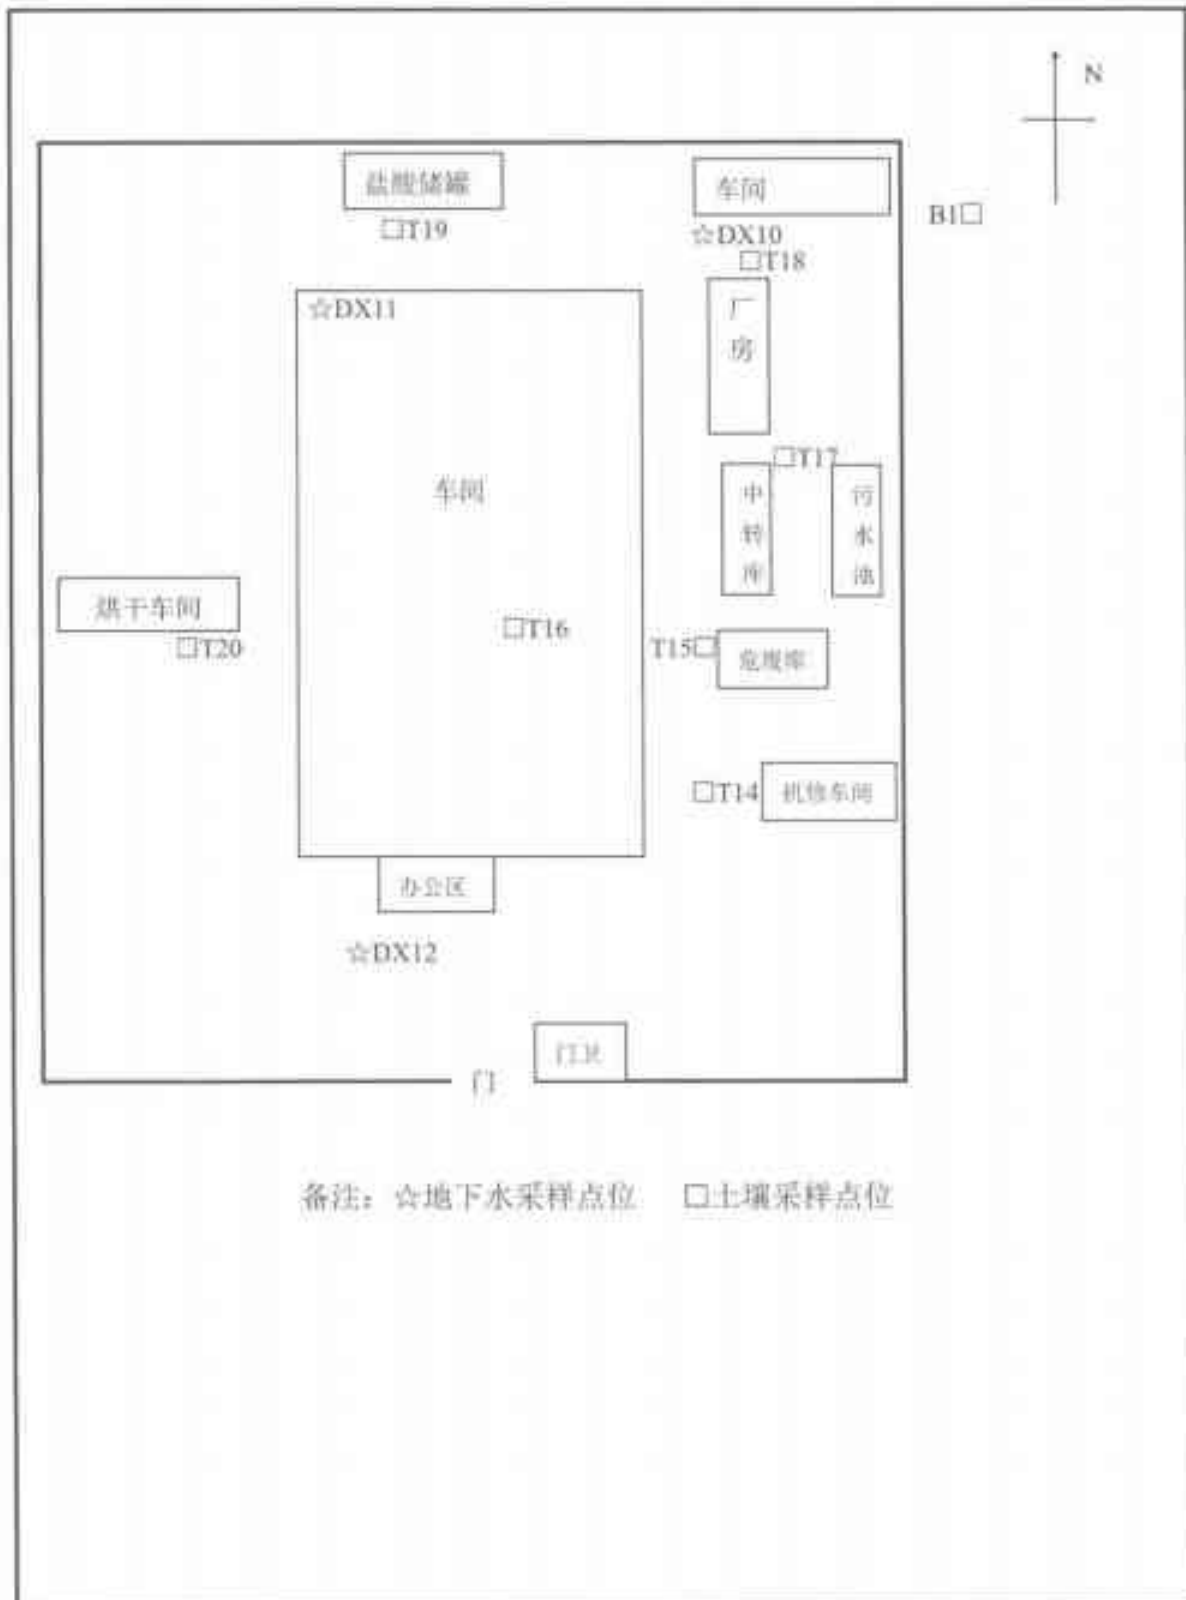 N
盐酸储罐
车间
B1□
□T19
☆DX10
□T18
☆DX11
厂房
□T17
车间
中转库
污水池
烘干车间
□T16
□T20
T15□
危废库
□T14
机修车间
办公区
☆DX12
门卫
门
备注：☆地下水采样点位 □土壤采样点位